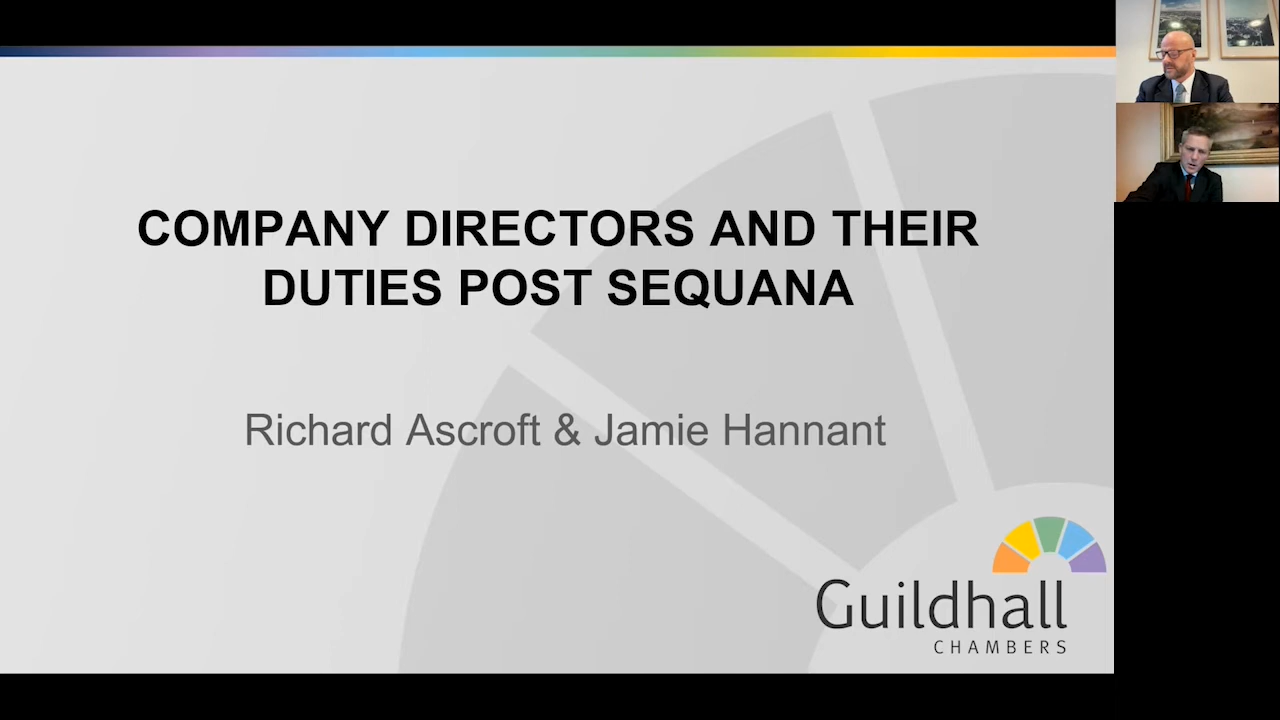 COMPANY DIRECTORS AND THEIR
DUTIES POST SEQUANA
Richard Ascroft & Jamie Hannant
Guildhall
CHAMBERS